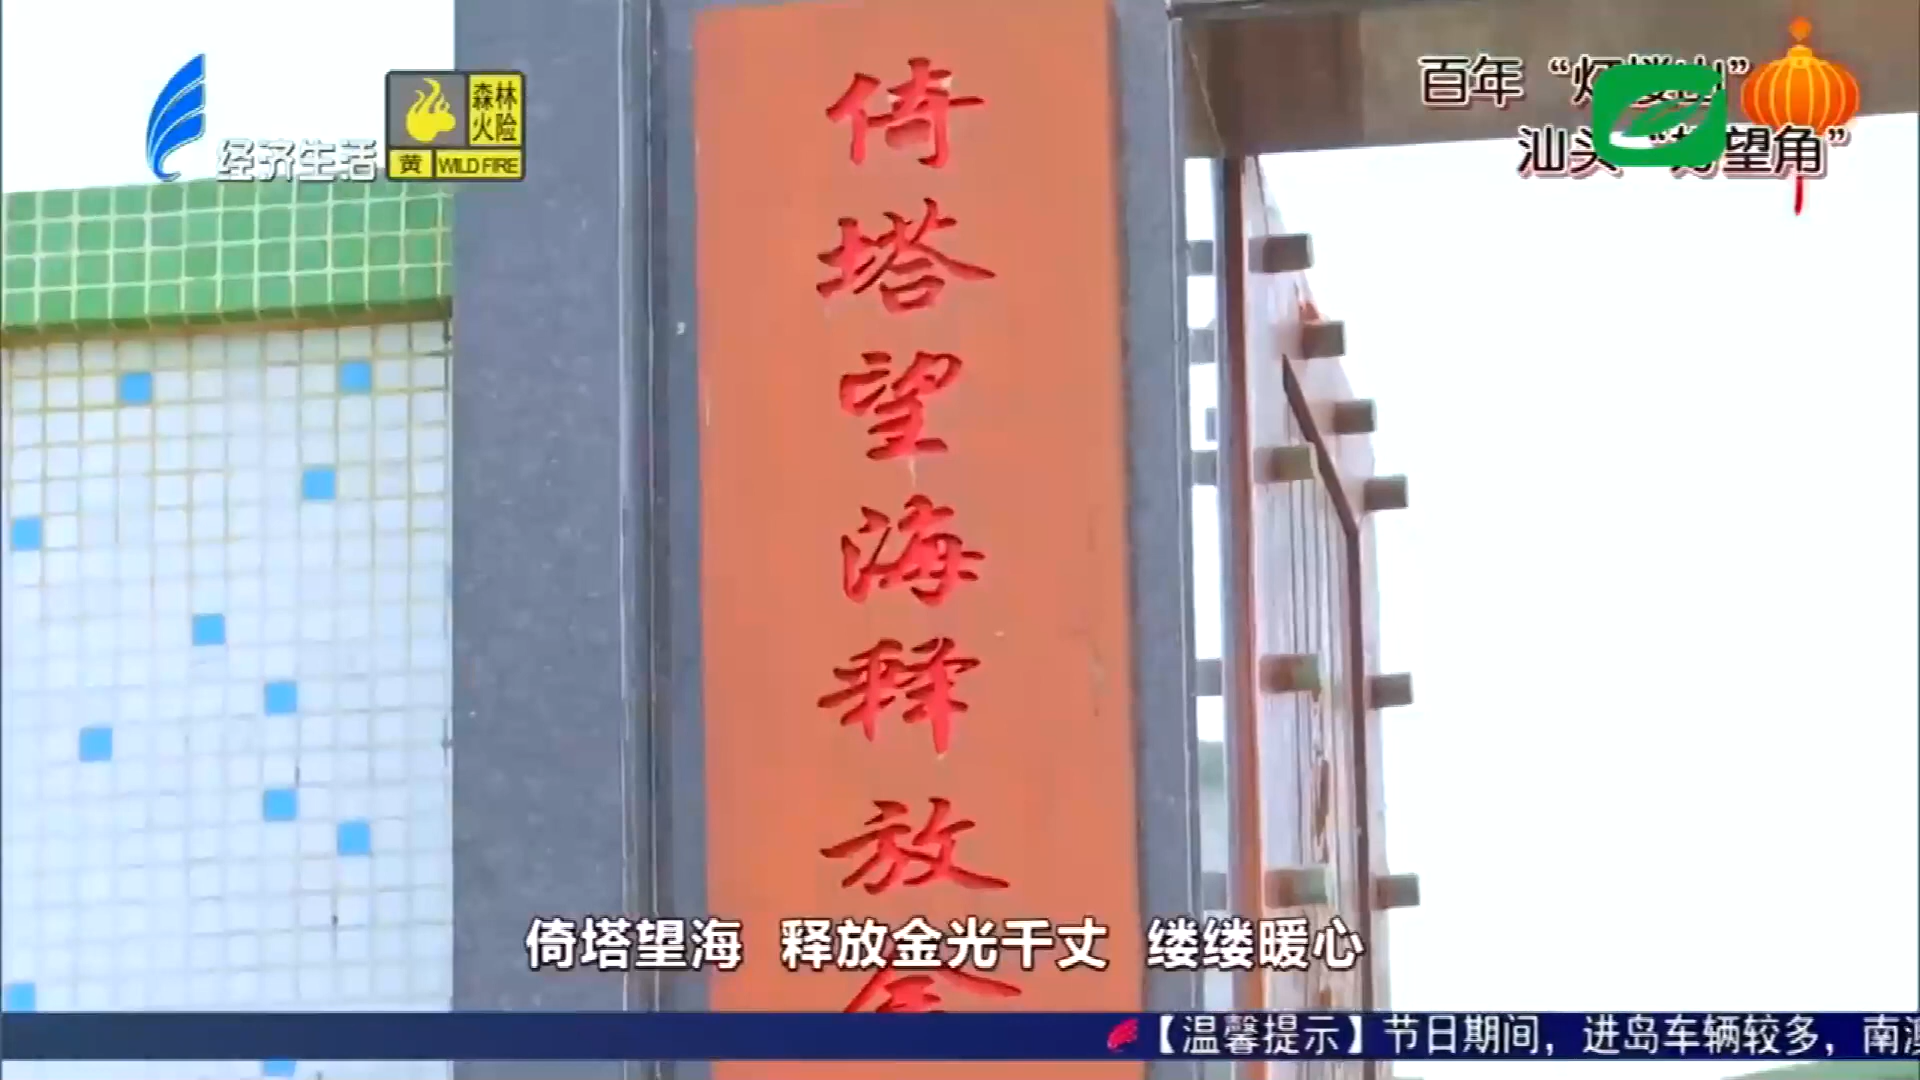 经济生活
森林
火险
黄 WILD FIRE
百年“
汕头“ 望角”
倚塔望海释放
倚塔望海 释放金光千丈 缕缕暖心
【温馨提示】节日期间，进岛车辆较多，南